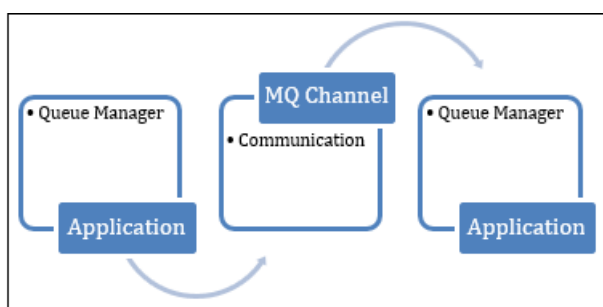 • Queue Manager
Application
MQ Channel
• Communication
• Queue Manager
Application